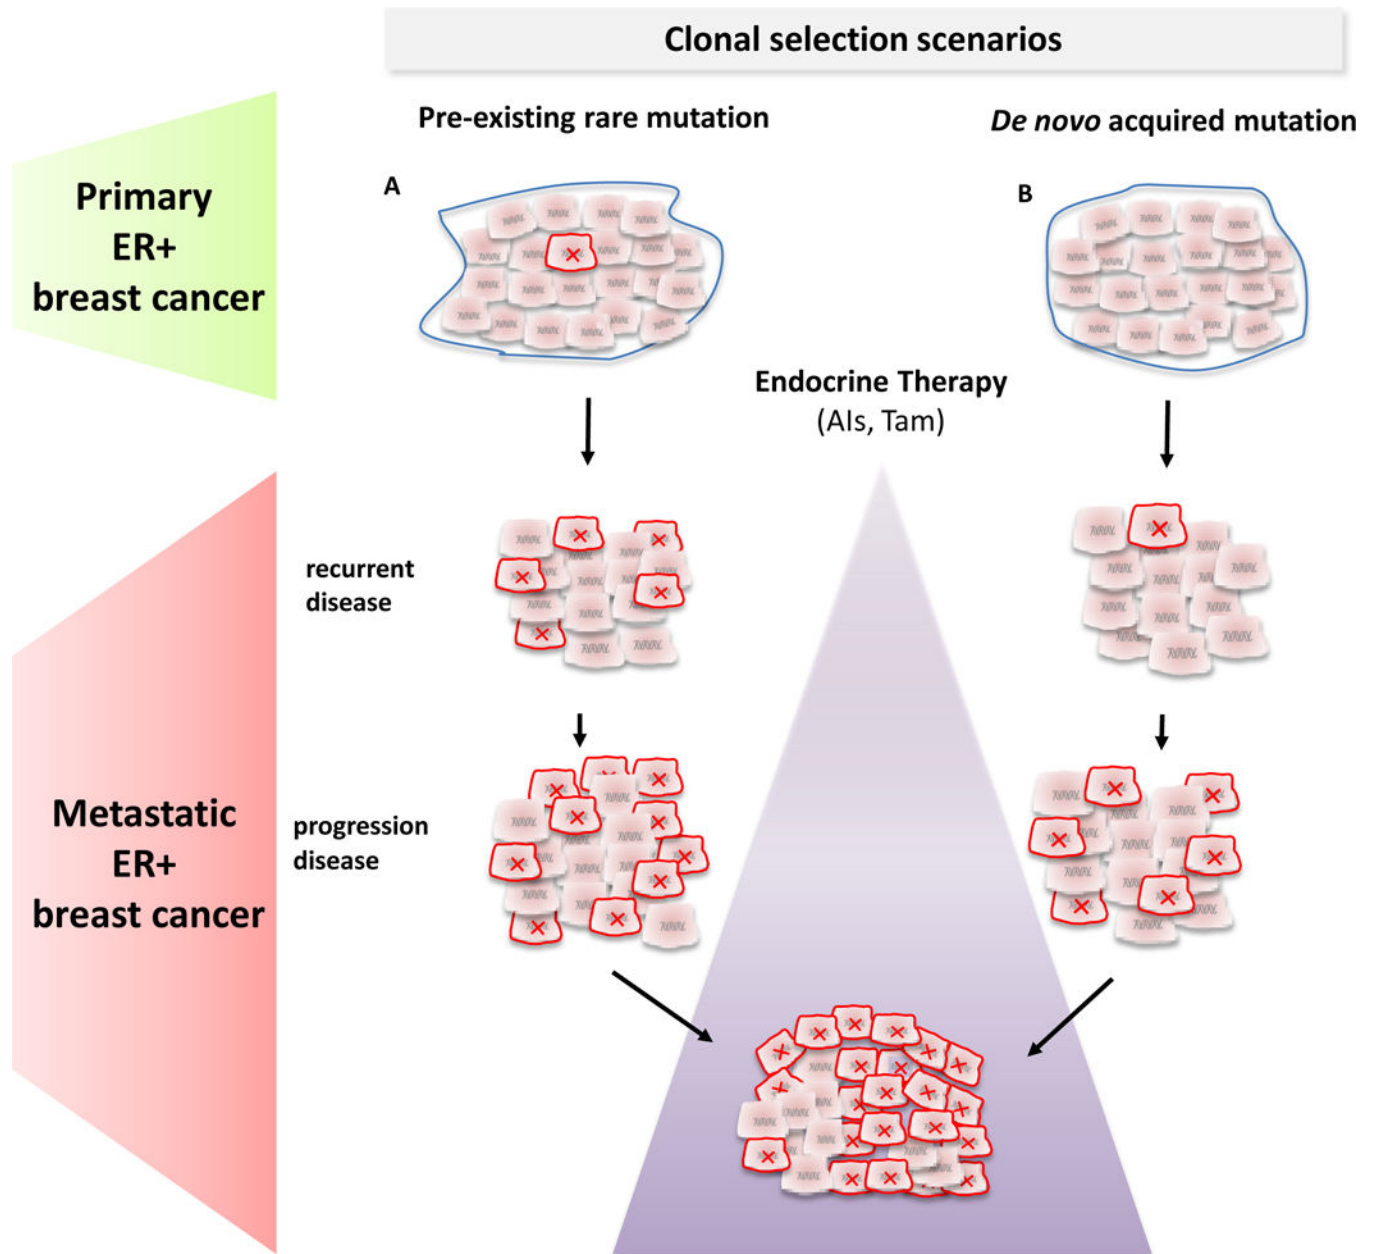 Clonal selection scenarios
Pre-existing rare mutation
De novo acquired mutation
A
B
Primary
ER+
breast cancer
Endocrine Therapy
(AIs, Tam)
recurrent
disease
progression
disease
Metastatic
ER+
breast cancer